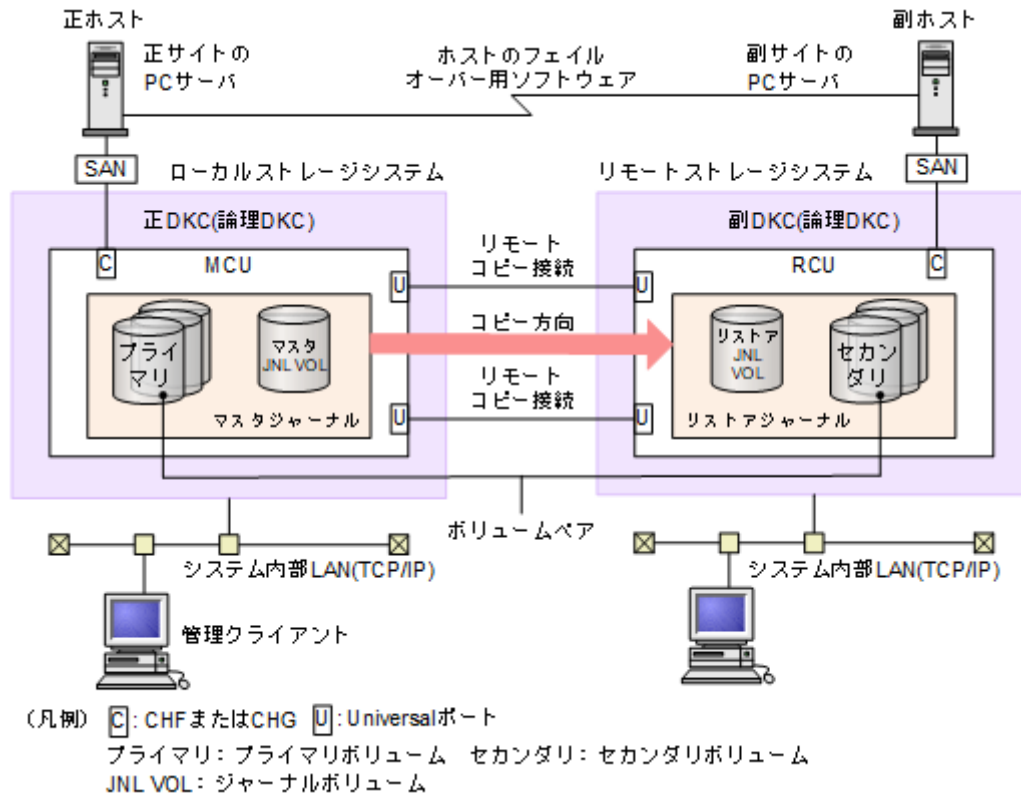 正ホスト
副ホスト
正サイトの
PCサーバ
ホストのフェイル
オーバー用ソフトウェア
副サイトの
PCサーバ
SAN
ローカルストレージシステム
リモートストレージシステム
SAN
正DKC(論理DKC)
副DKC(論理DKC)
C
MCU
リモート
コピー接続
RCU
C
U
U
プライ
マリ
マスタ
JNL VOL
コピー方向
リストア
JNL
VOL
セカン
ダリ
リモート
コピー接続
マスタジャーナル
U
U
リストアジャーナル
ボリュームペア
システム内部LAN(TCP/IP)
システム内部LAN(TCP/IP)
管理クライアント
(凡例) C:CHFまたはCHG U:Universalポート
プライマリ:プライマリボリューム セカンダリ:セカンダリボリューム
JNL VOL:ジャーナルボリューム